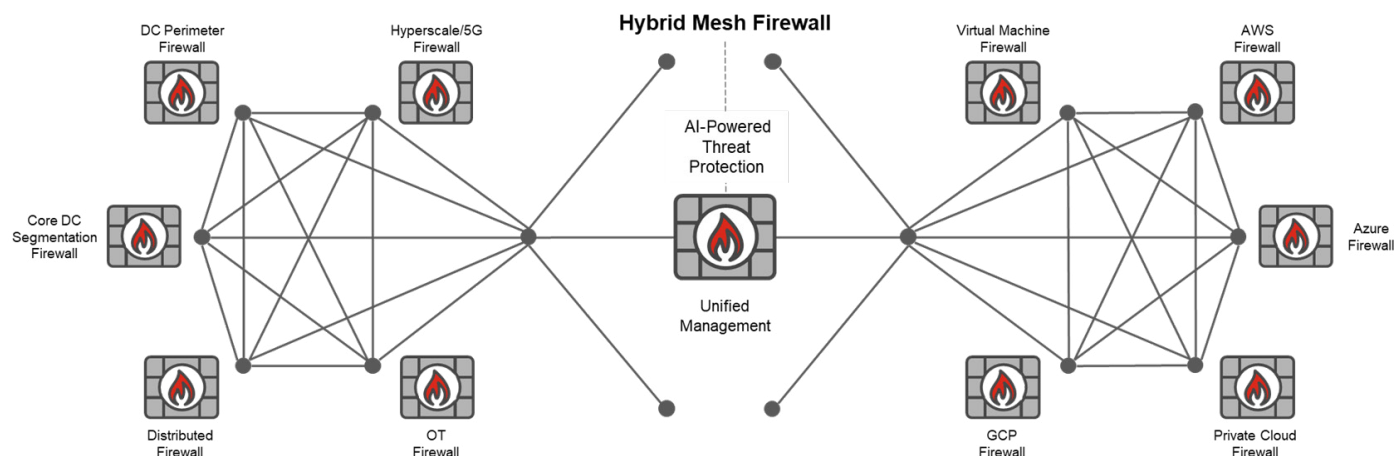 Hybrid Mesh Firewall
DC Perimeter
Firewall
Hyperscale/5G
Firewall
Virtual Machine
Firewall
AWS
Firewall
AI-Powered
Threat
Protection
Core DC
Segmentation
Firewall
Azure
Firewall
Unified
Management
Distributed
Firewall
OT
Firewall
GCP
Firewall
Private Cloud
Firewall